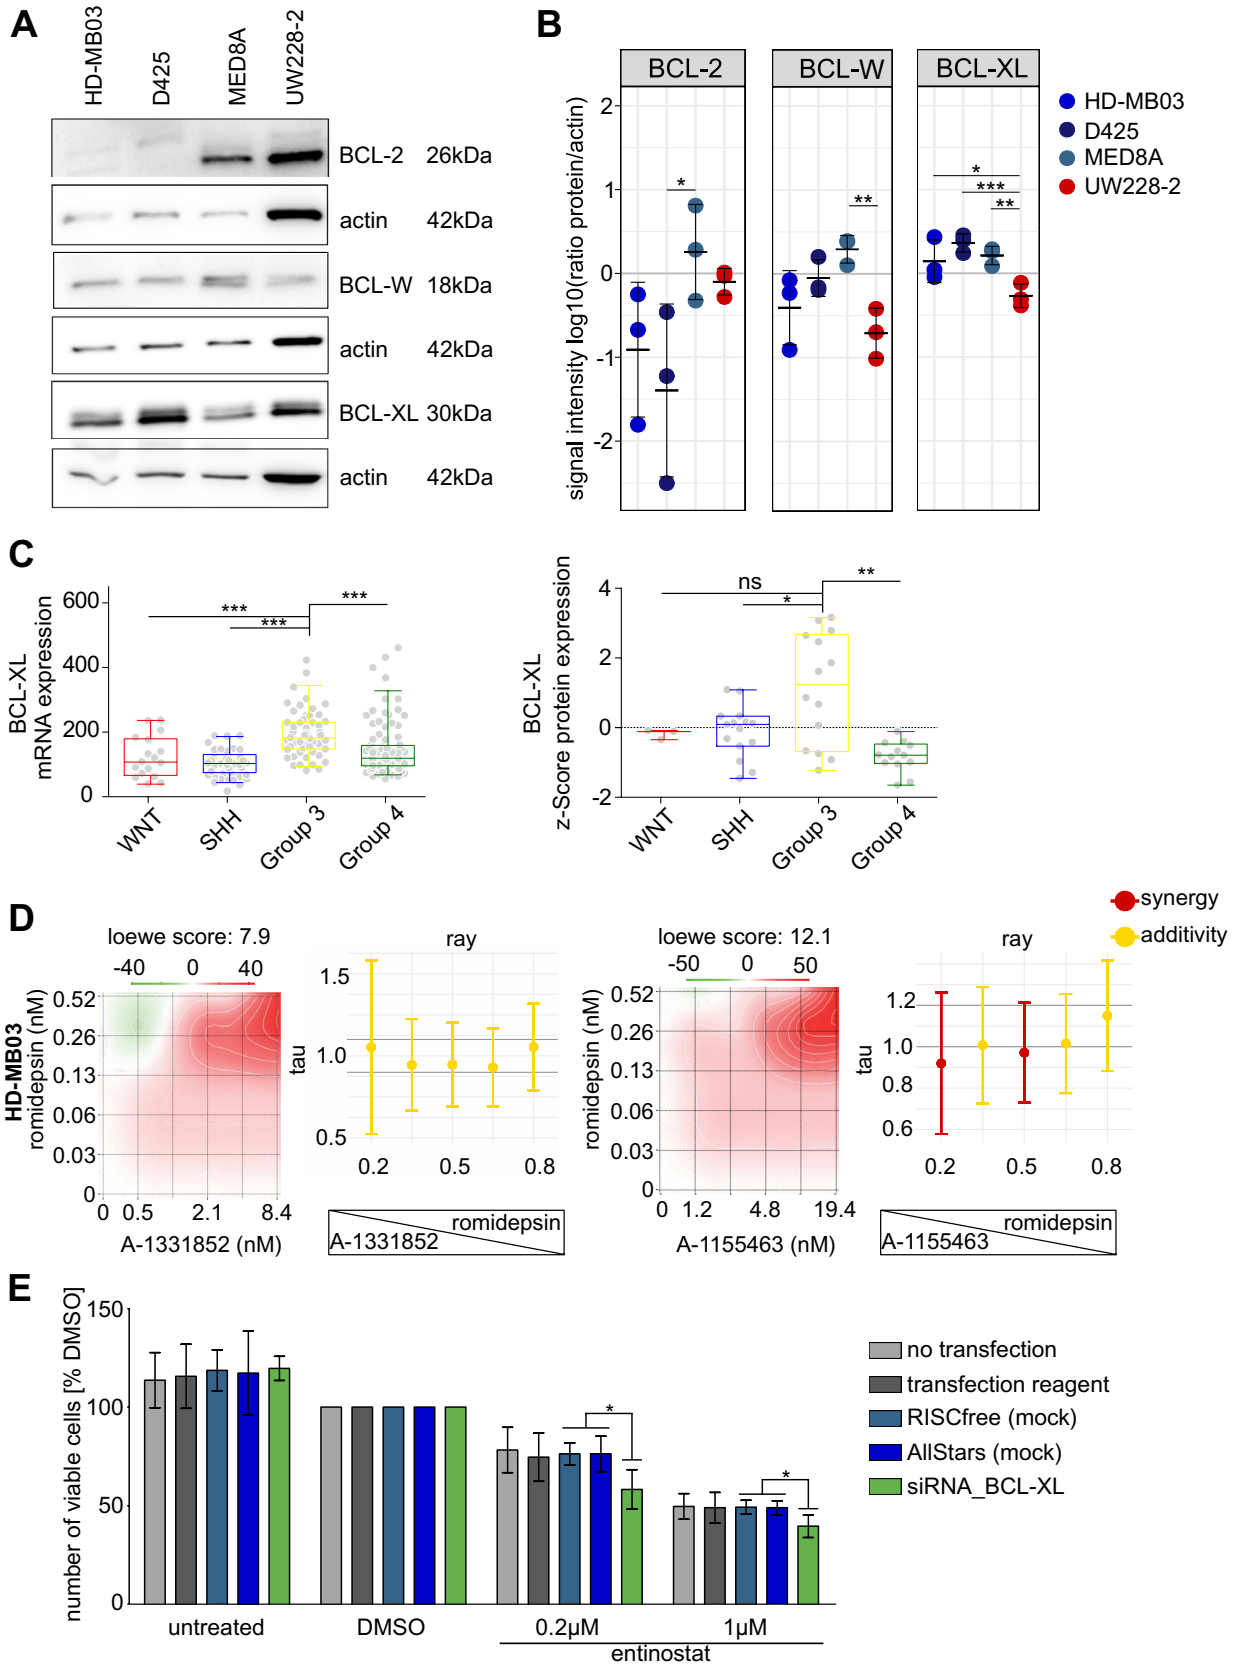 A
HD-MB03
D425
MED8A
UW228-2
BCL-2 26kDa
actin 42kDa
BCL-W 18kDa
actin 42kDa
BCL-XL 30kDa
actin 42kDa
B
BCL-2
BCL-W
BCL-XL
signal intensity log10(ratio protein/actin)
2
1
0
-1
-2
*
**
*
***
**
HD-MB03
D425
MED8A
UW228-2
C
BCL-XL
mRNA expression
600
400
200
0
***
***
***
WNT
SHH
Group 3
Group 4
BCL-XL
z-Score protein expression
4
2
0
-2
ns
*
**
WNT
SHH
Group 3
Group 4
D
synergy
additivity
HD-MB03
loewe score: 7.9
-40 0 40
romidepsin (nM)
0.52
0.26
0.13
0.06
0.03
0
0 0.5 2.1 8.4
A-1331852 (nM)
ray
tau
1.5
1.0
0.5
0.2 0.5 0.8
romidepsin
A-1331852
loewe score: 12.1
-50 0 50
romidepsin (nM)
0.52
0.26
0.13
0.06
0.03
0
0 1.2 4.8 19.4
A-1155463 (nM)
ray
tau
1.2
1.0
0.8
0.6
0.2 0.5 0.8
romidepsin
A-1155463
E
number of viable cells [% DMSO]
150
100
50
0
*
*
untreated
DMSO
0.2µM
1µM
entinostat
no transfection
transfection reagent
RISCfree (mock)
AllStars (mock)
siRNA_BCL-XL